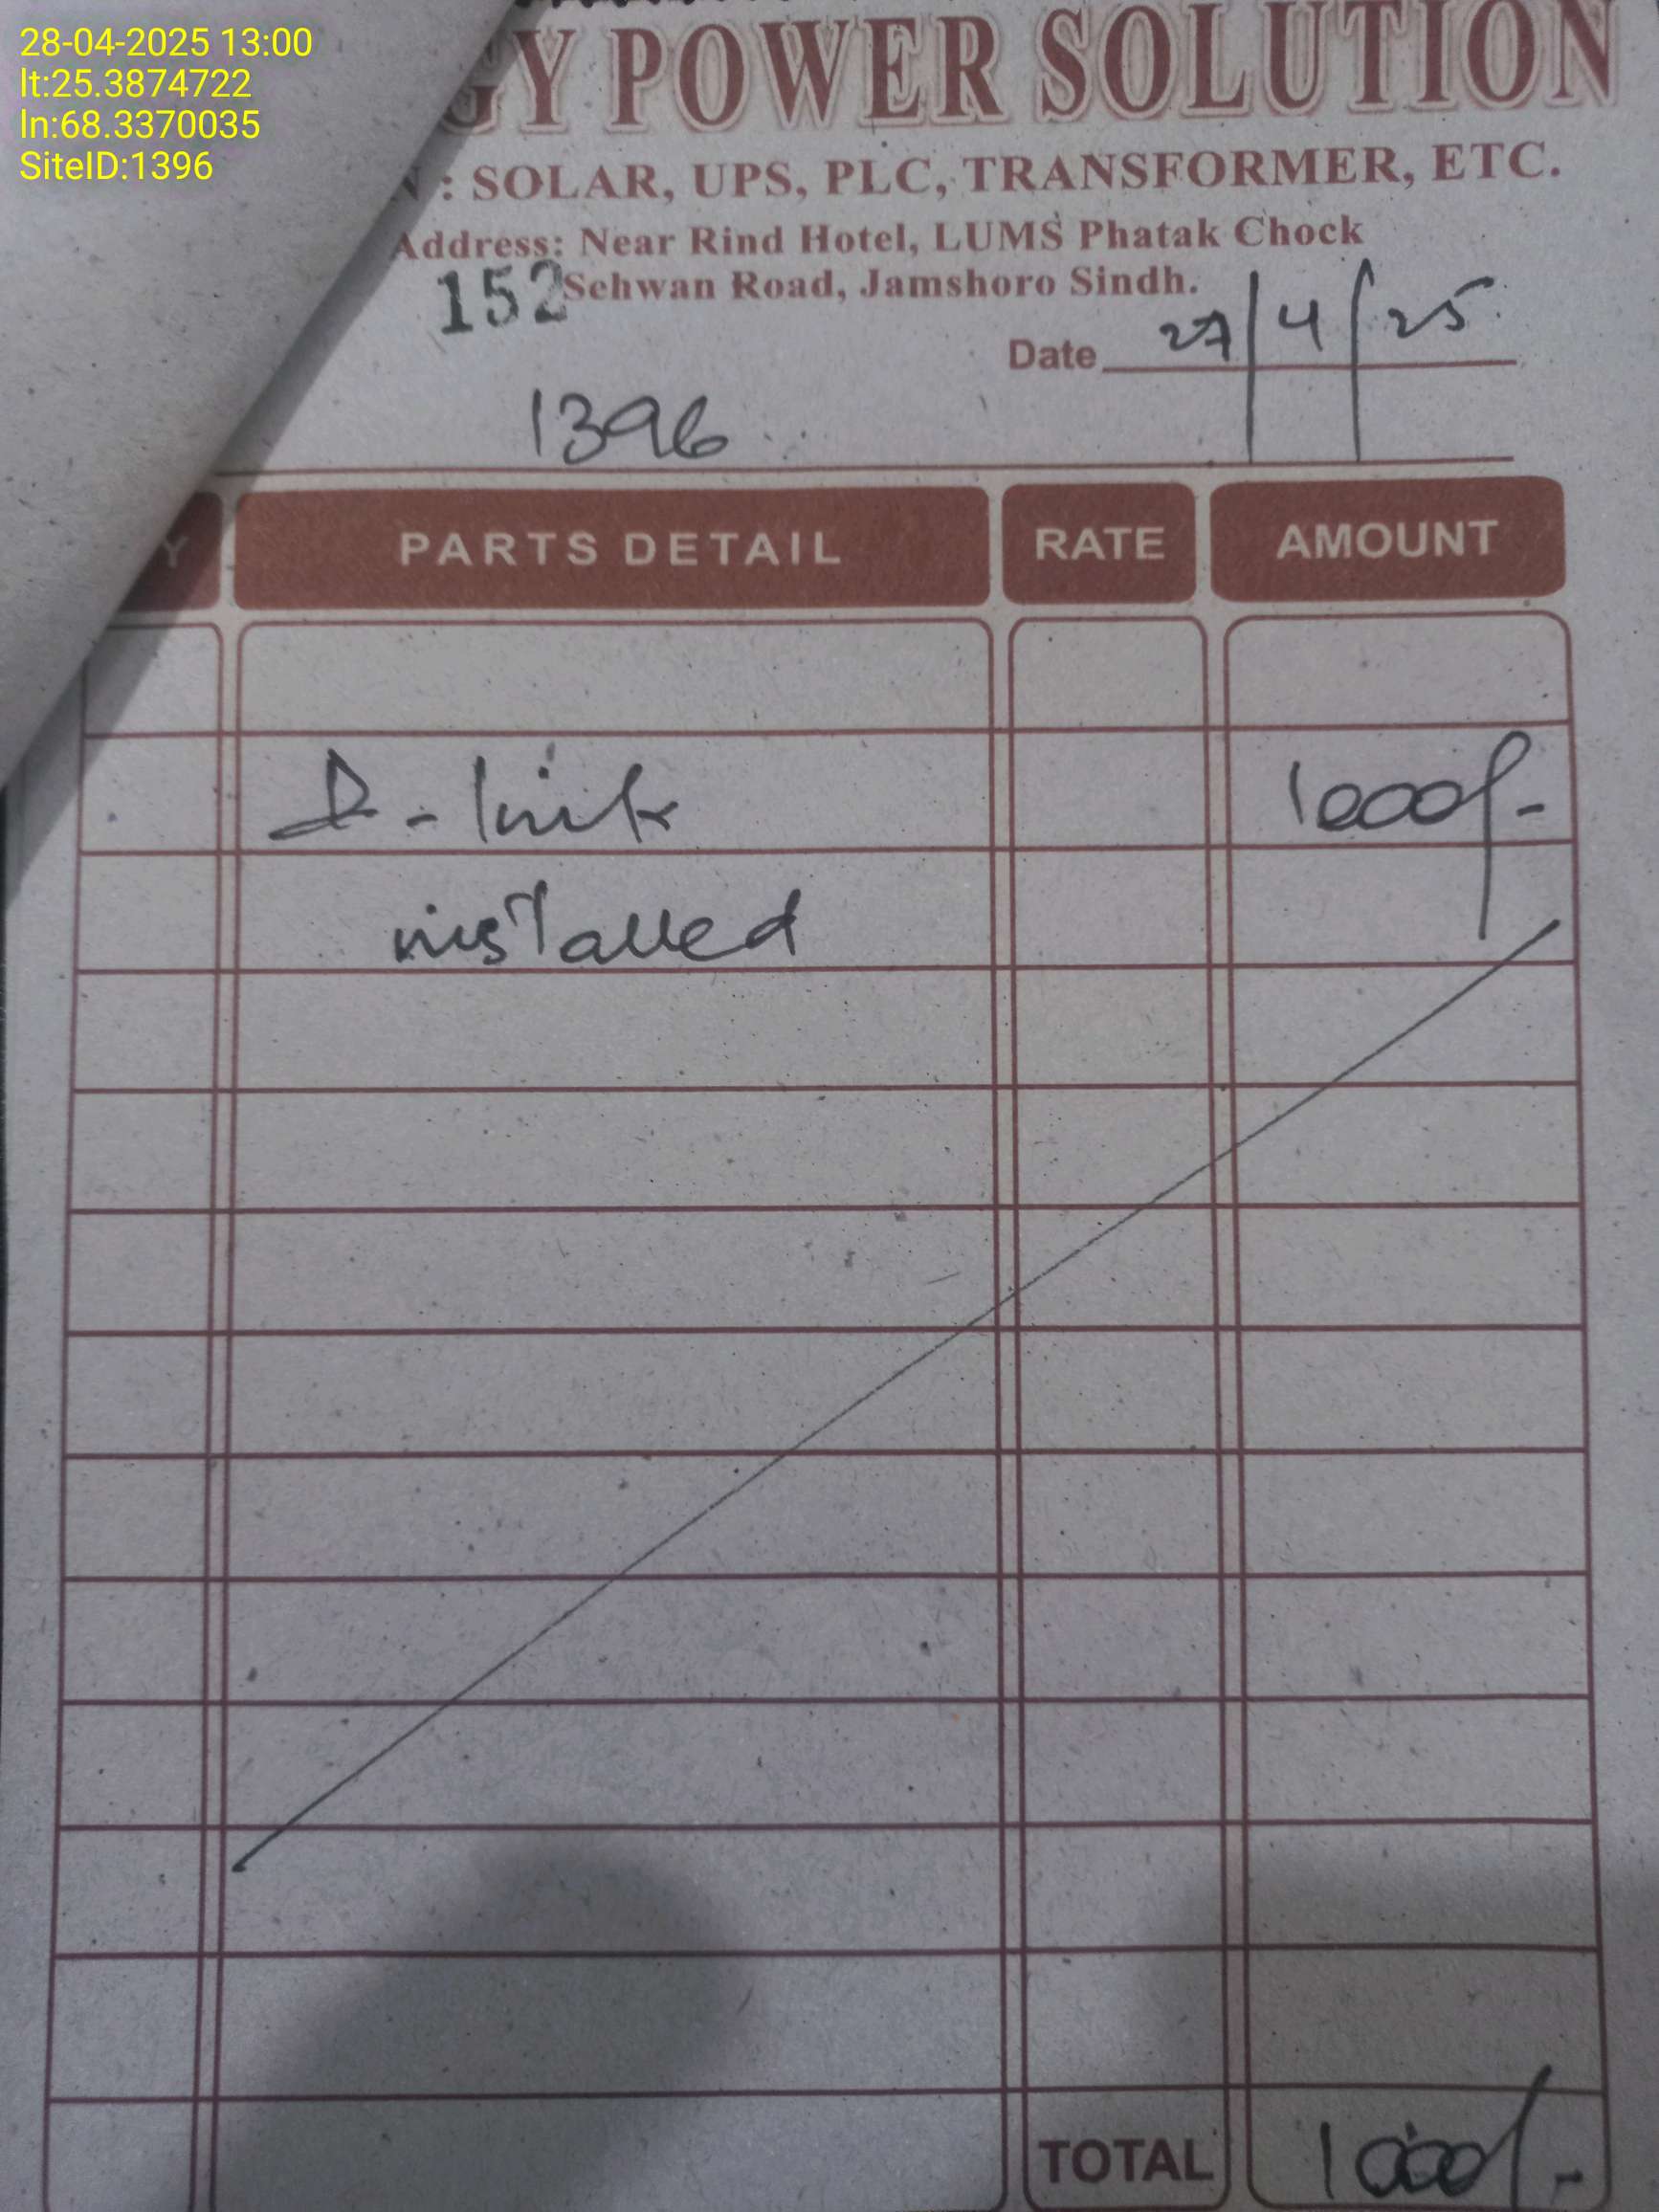 28-04-2025 13:00
lt:25.3874722
ln:68.3370035
SiteID:1396
GY POWER SOLUTION
N : SOLAR, UPS, PLC, TRANSFORMER, ETC.
Address: Near Rind Hotel, LUMS Phatak Chock
152 Sehwan Road, Jamshoro Sindh.
Date 27/4/25
1396
Y PARTS DETAIL RATE AMOUNT
D-link 1000/-
installed
TOTAL 1000/-